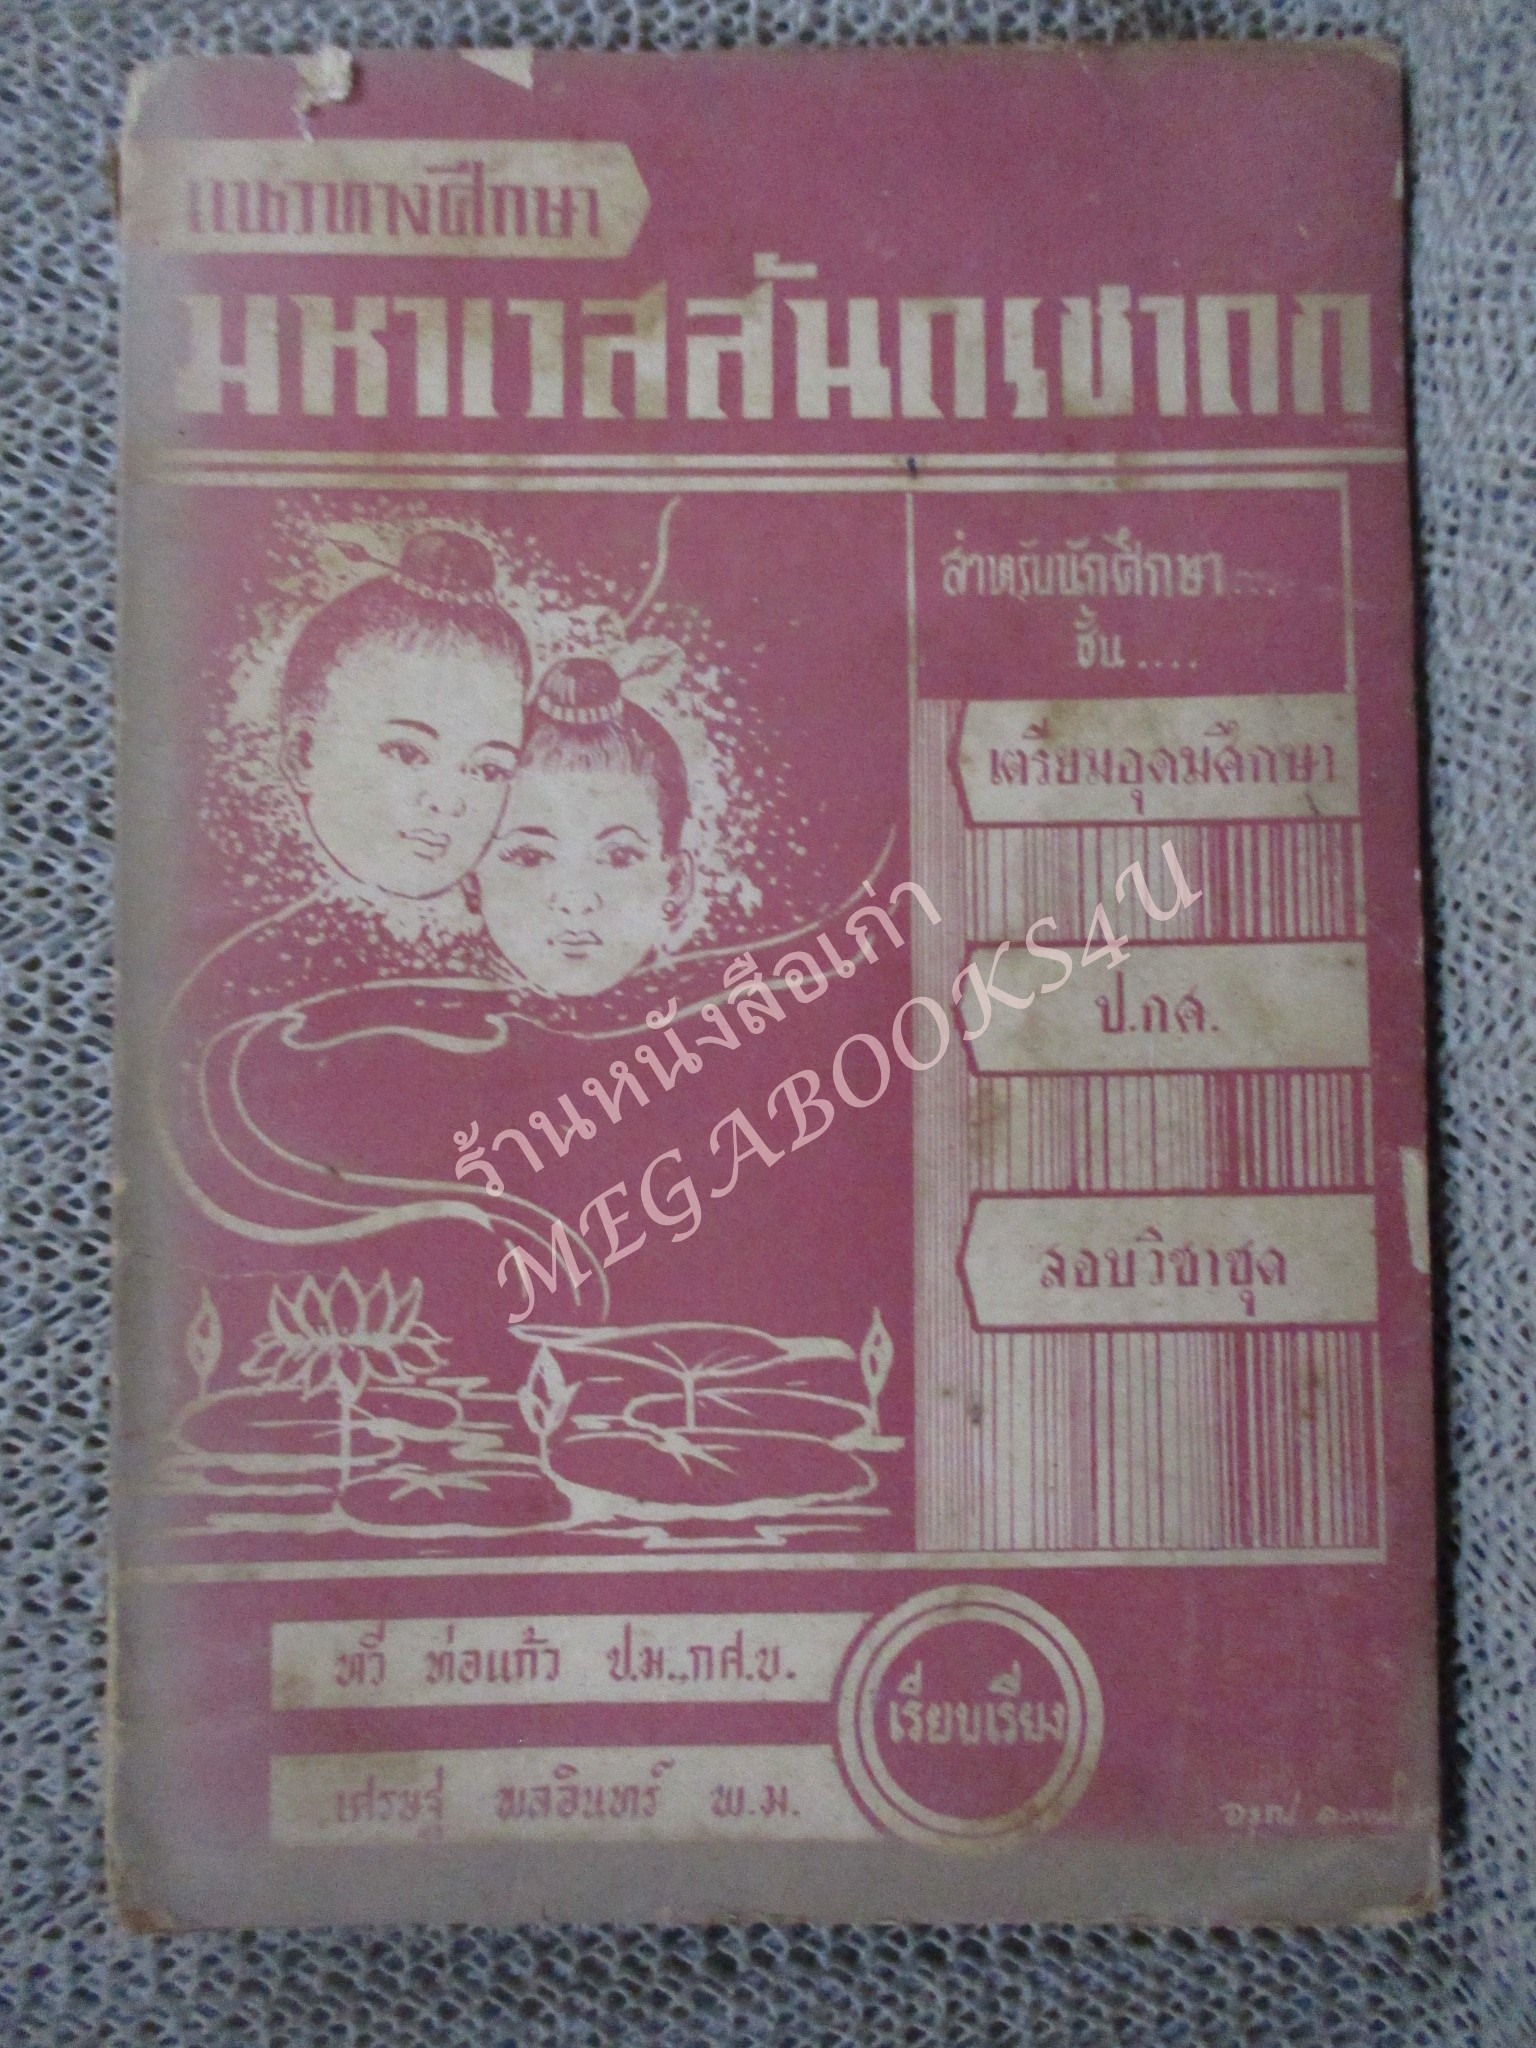 แนวทางศึกษา
มหาเวสสันดรชาดก
สำหรับนักศึกษา....
ชั้น ....
เตรียมอุดมศึกษา
ป.กศ.
สอบวิชาชุด
ร้านหนังสือเก่า
MEGABOOKS4U
ทวี ท่อแก้ว ป.ม.,กศ.บ.
เรียบเรียง
เศรษฐ พลอินทร์ พ.ม.